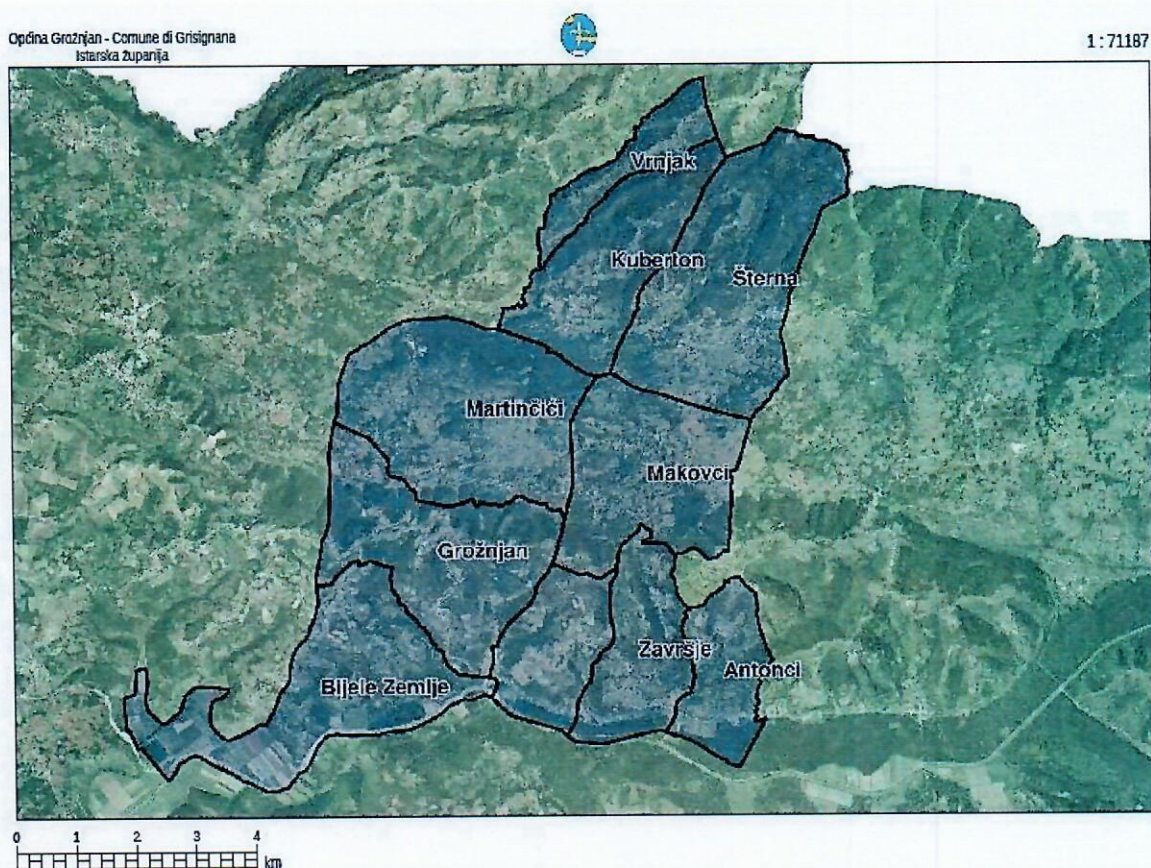 Općina Grožnjan - Comune di Grisignana
Istarska županija
1 : 71187
Vrnjak
Kuberton
Šterna
Martinčići
Makovci
Grožnjan
Završje
Antonci
Bijele Zemlje
0 1 2 3 4
km